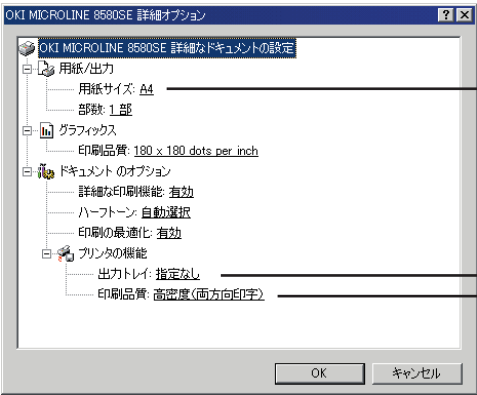 OKI MICROLINE 8580SE 詳細オプション
OKI MICROLINE 8580SE 詳細なドキュメントの設定
用紙/出力
用紙サイズ: A4
部数: 1 部
グラフィックス
印刷品質: 180 x 180 dots per inch
ドキュメント のオプション
詳細な印刷機能: 有効
ハーフトーン: 自動選択
印刷の最適化: 有効
プリンタの機能
出力トレイ: 指定なし
印刷品質: 高密度(両方向印字)
OK
キャンセル